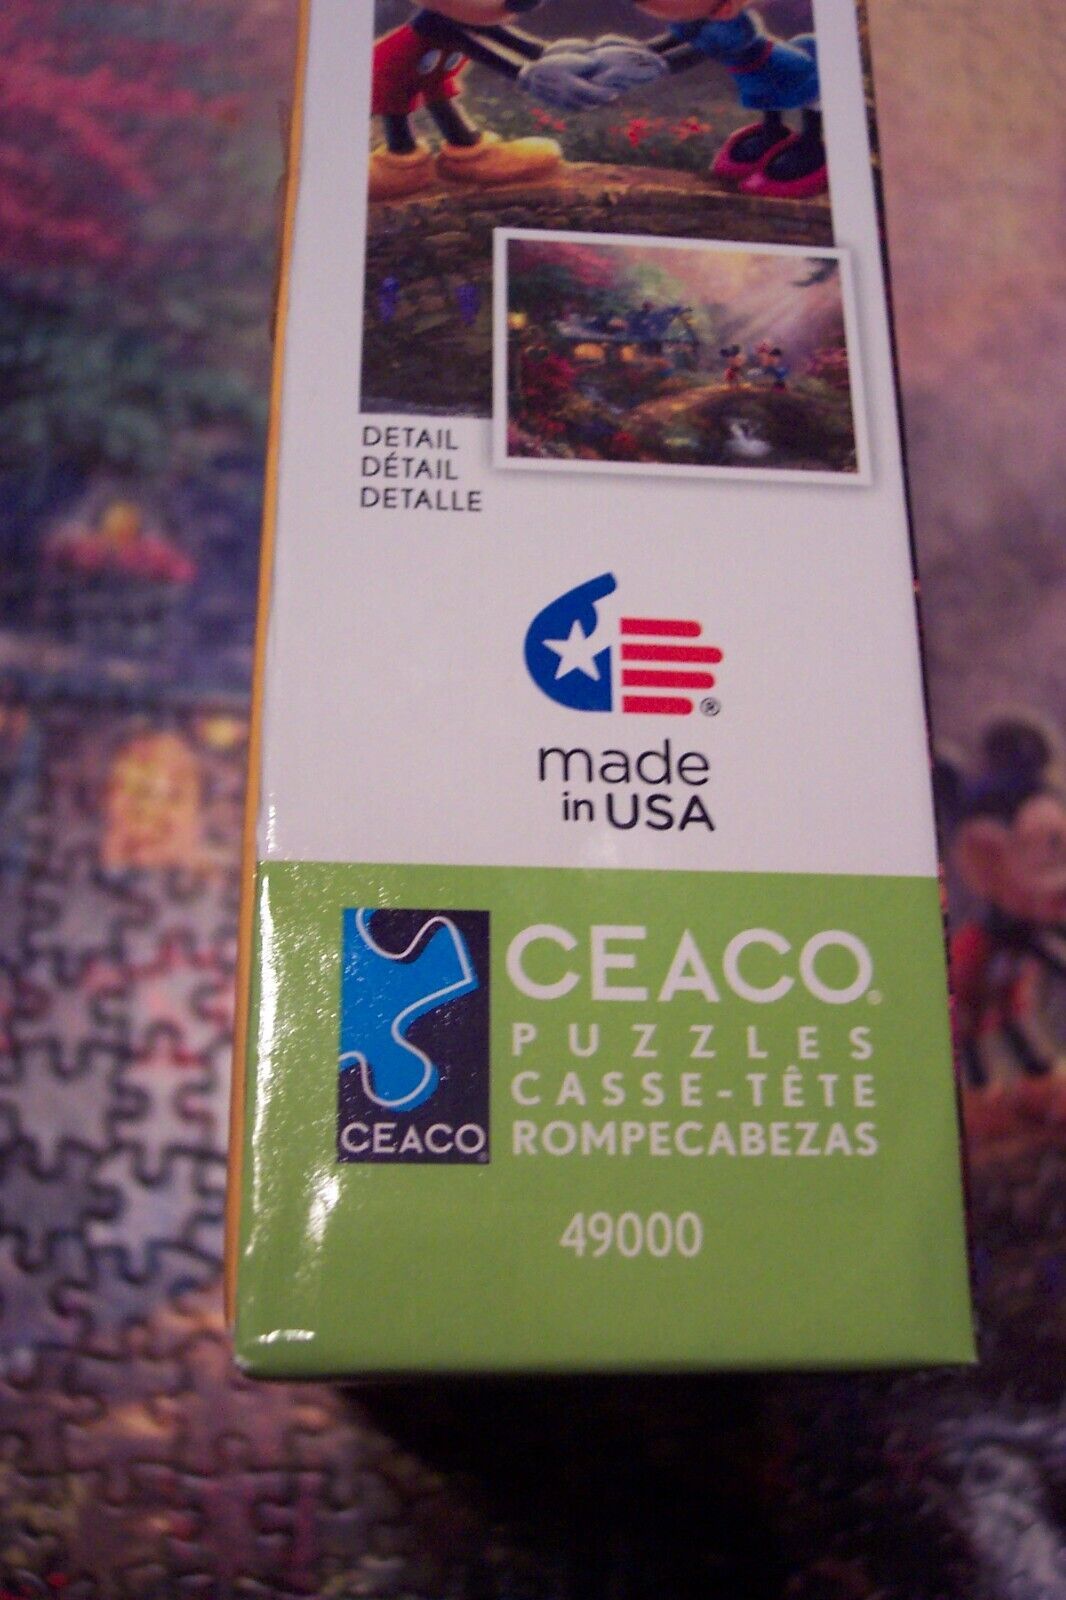 DETAIL
DÉTAIL
DETALLE
®
made
in USA
CEACO
CEACO®
PUZZLES
CASSE-TÊTE
ROMPECABEZAS
49000